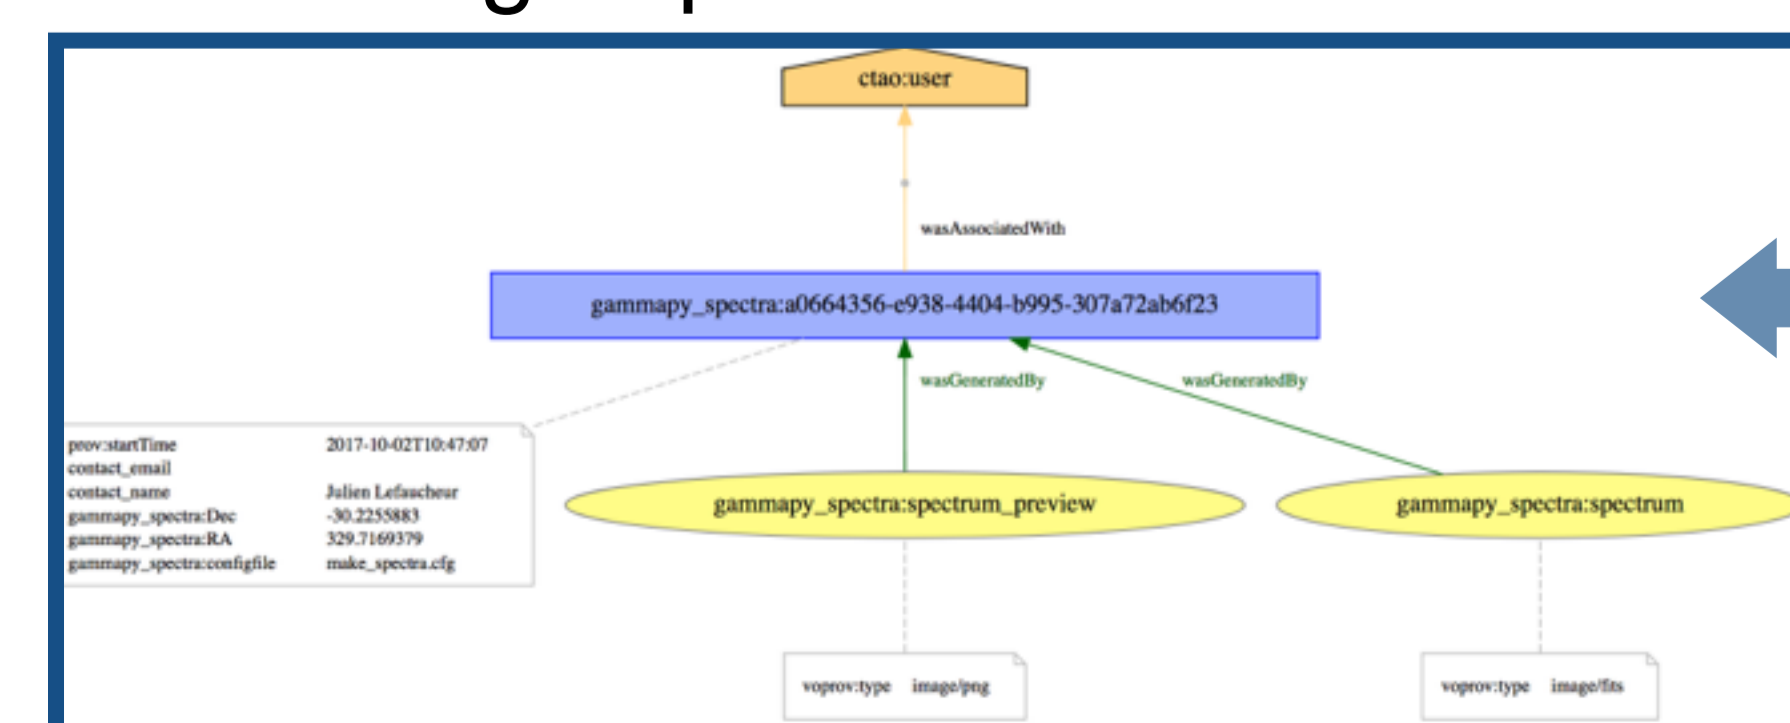 ctao:user
wasAssociatedWith
gammapy_spectra:a0664356-e938-4404-b995-307a72ab6f23
wasGeneratedBy wasGeneratedBy
prov:startTime 2017-10-02T10:47:07
contact_email
contact_name Julien Lefaucheur
gammapy_spectra:Dec -30.2255883
gammapy_spectra:RA 329.7169379
gammapy_spectra:configfile make_spectra.cfg
gammapy_spectra:spectrum_preview gammapy_spectra:spectrum
voprov:type image/png voprov:type image/fits